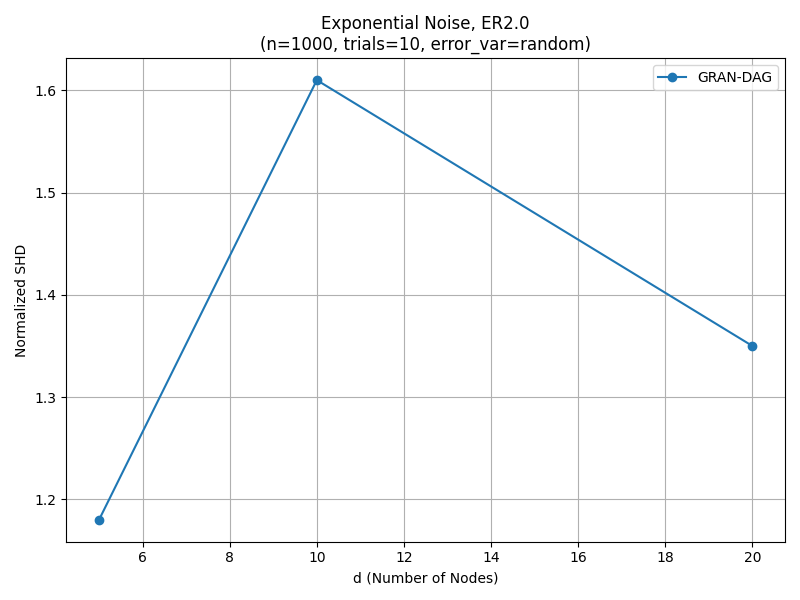 Exponential Noise, ER2.0
(n=1000, trials=10, error_var=random)
GRAN-DAG
Normalized SHD
1.6
1.5
1.4
1.3
1.2
6 8 10 12 14 16 18 20
d (Number of Nodes)